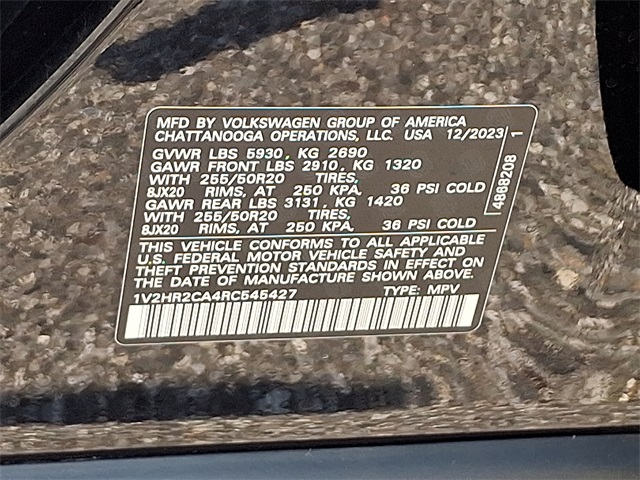 MFD BY VOLKSWAGEN GROUP OF AMERICA
CHATTANOOGA OPERATIONS, LLC. USA 12/2023
GVWR LBS 5930, KG 2690
GAWR FRONT LBS 2910, KG 1320
WITH 255/50R20 TIRES,
8JX20 RIMS, AT 250 KPA, 36 PSI COLD
GAWR REAR LBS 3131, KG 1420
WITH 255/50R20 TIRES,
8JX20 RIMS, AT 250 KPA, 36 PSI COLD
THIS VEHICLE CONFORMS TO ALL APPLICABLE
U.S. FEDERAL MOTOR VEHICLE SAFETY AND
THEFT PREVENTION STANDARDS IN EFFECT ON
THE DATE OF MANUFACTURE SHOWN ABOVE.
1V2HR2CA4RC545427 TYPE: MPV
4868208 1